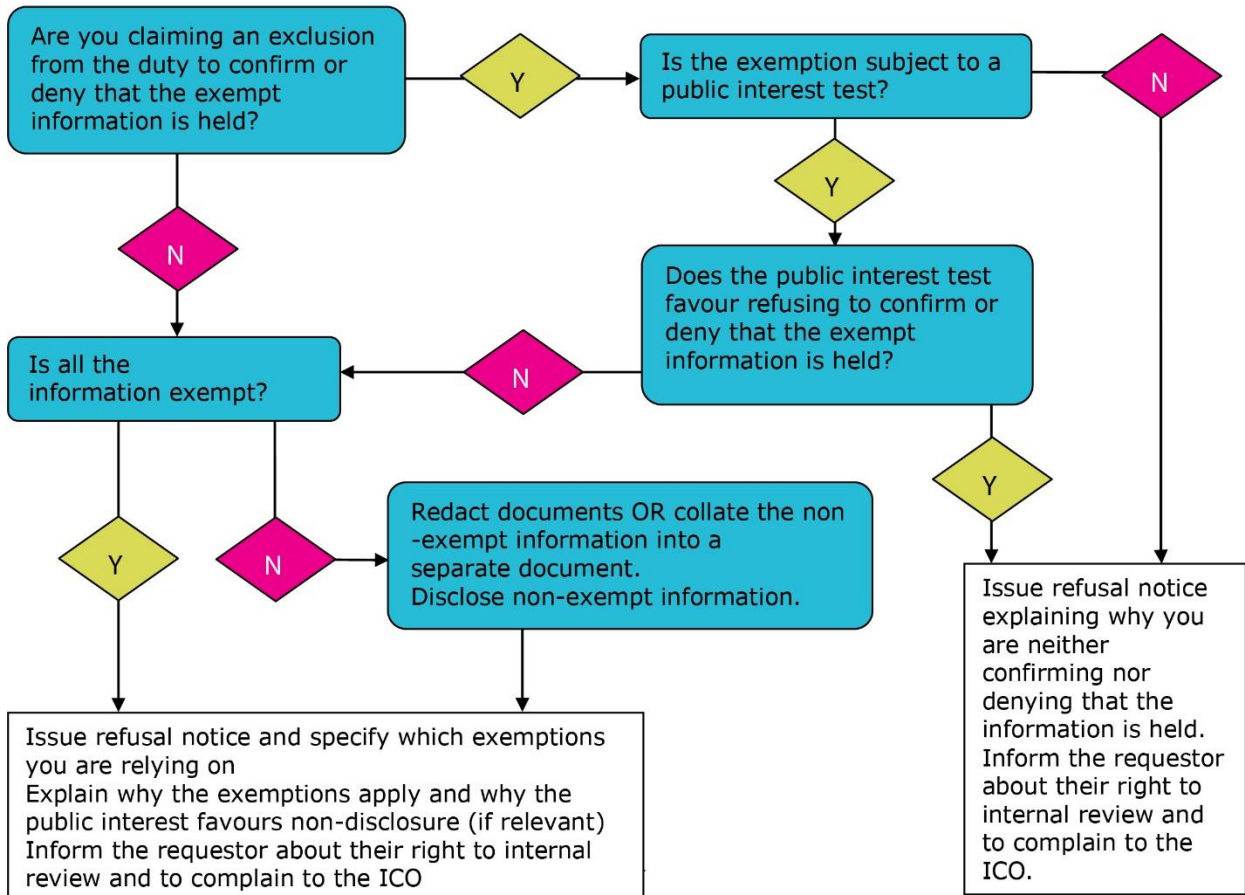 Are you claiming an exclusion
from the duty to confirm or
deny that the exempt
information is held?
Y
Is the exemption subject to a
public interest test?
N
Y
N
Does the public interest test
favour refusing to confirm or
deny that the exempt
information is held?
N
Is all the
information exempt?
Y
Y
N
Redact documents OR collate the non
-exempt information into a
separate document.
Disclose non-exempt information.
Issue refusal notice
explaining why you
are neither
confirming nor
denying that the
information is held.
Inform the requestor
about their right to
internal review and
to complain to the
ICO.
Issue refusal notice and specify which exemptions
you are relying on
Explain why the exemptions apply and why the
public interest favours non-disclosure (if relevant)
Inform the requestor about their right to internal
review and to complain to the ICO